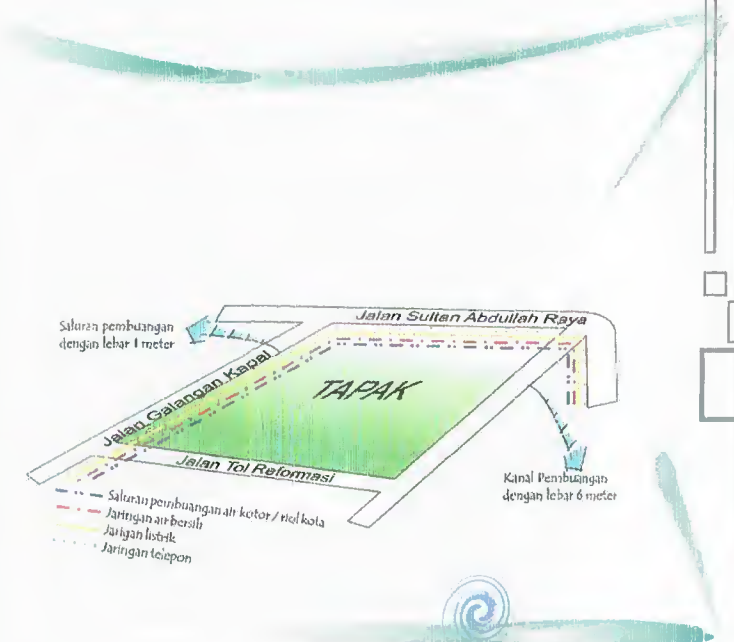 Jalan Sultan Abdullah Raya
Saluran pembuangan
dengan lebar 1 meter
Jalan Galangan Kapal
TAPAK
Jalan Tol Reformasi
Kanal Pembuangan
dengan lebar 6 meter
Saluran pembuangan air kotor / riol kota
Jaringan air bersih
Jarigan listrik
Jaringan telepon